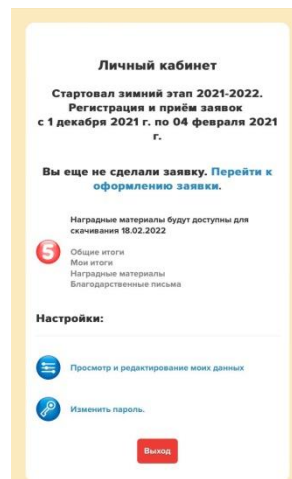 Личный кабинет
Стартовал зимний этап 2021-2022.
Регистрация и приём заявок
с 1 декабря 2021 г. по 04 февраля 2021
г.
Вы еще не сделали заявку. Перейти к
оформлению заявки.
Наградные материалы будут доступны для
скачивания 18.02.2022
5
Общие итоги
Мои итоги
Наградные материалы
Благодарственные письма
Настройки:
Просмотр и редактирование моих данных
Изменить пароль.
Выход